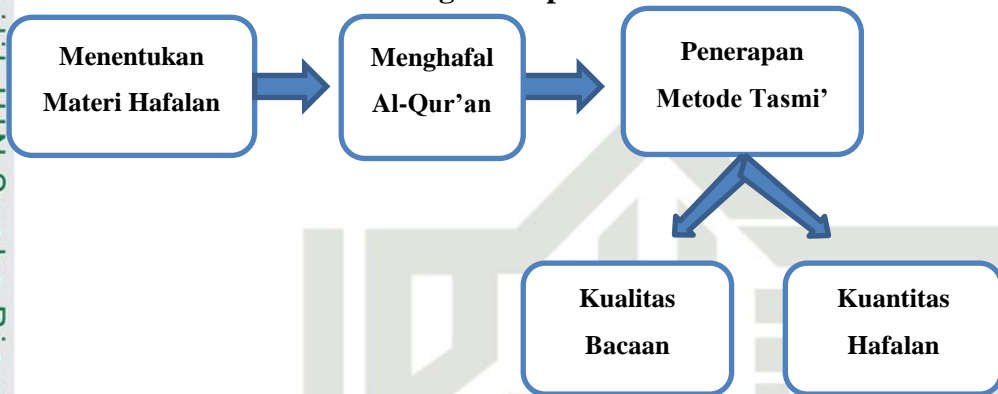 Menentukan
Materi Hafalan
Menghafal
Al-Qur’an
Penerapan
Metode Tasmi’
Kualitas
Bacaan
Kuantitas
Hafalan